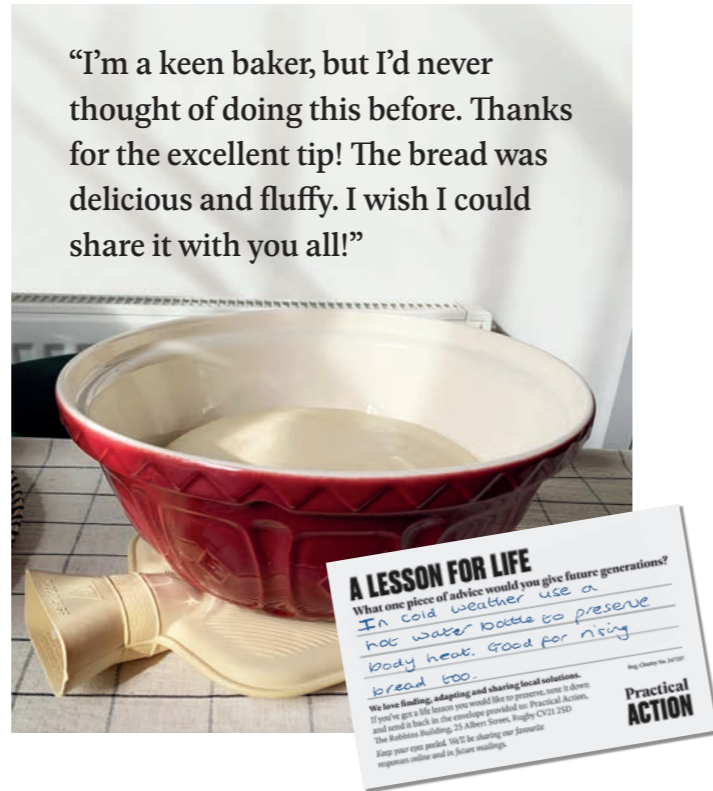 “I’m a keen baker, but I’d never
thought of doing this before. Thanks
for the excellent tip! The bread was
delicious and fluffy. I wish I could
share it with you all!”
A LESSON FOR LIFE
What one piece of advice would you give future generations?
In cold weather use a
hot water bottle to preserve
body heat. Good for rising
bread too.
We love finding, adapting and sharing local solutions.
If you’ve got a life lesson you would like to preserve, note it down
and send it back in the envelope provided to: Practical Action,
The Robbins Building, 25 Albert Street, Rugby CV21 2SD
Keep your eyes peeled. We’ll be sharing our favourite
responses online and in future mailings.
Reg. Charity No. 247257
Practical
ACTION